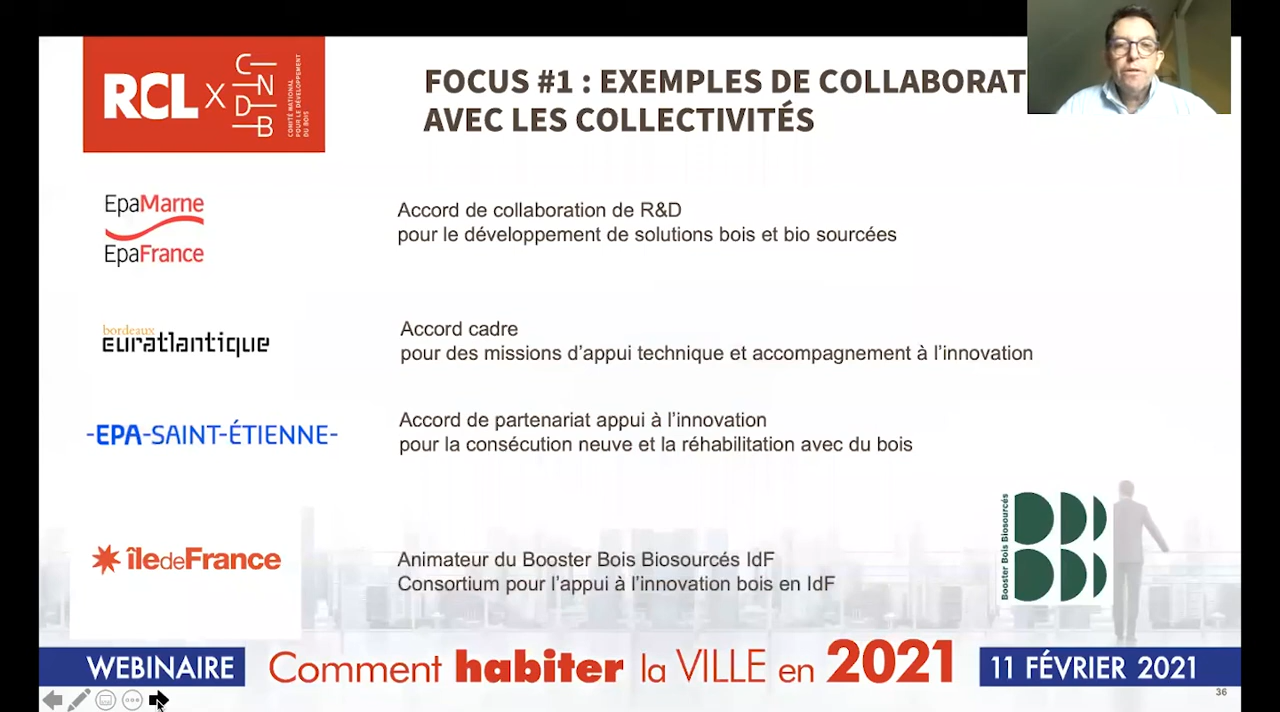 RCL X CNDB
COMITÉ NATIONAL
POUR LE DÉVELOPPEMENT
DU BOIS
FOCUS #1 : EXEMPLES DE COLLABORAT
AVEC LES COLLECTIVITÉS
EpaMarne
EpaFrance
Accord de collaboration de R&D
pour le développement de solutions bois et bio sourcées
bordeaux
euratlantique
Accord cadre
pour des missions d'appui technique et accompagnement à l'innovation
-EPA-SAINT-ÉTIENNE-
Accord de partenariat appui à l'innovation
pour la consécution neuve et la réhabilitation avec du bois
îledeFrance
Animateur du Booster Bois Biosourcés IdF
Consortium pour l'appui à l'innovation bois en IdF
Booster Bois Biosourcés
WEBINAIRE
Comment habiter la VILLE en 2021
11 FÉVRIER 2021
36